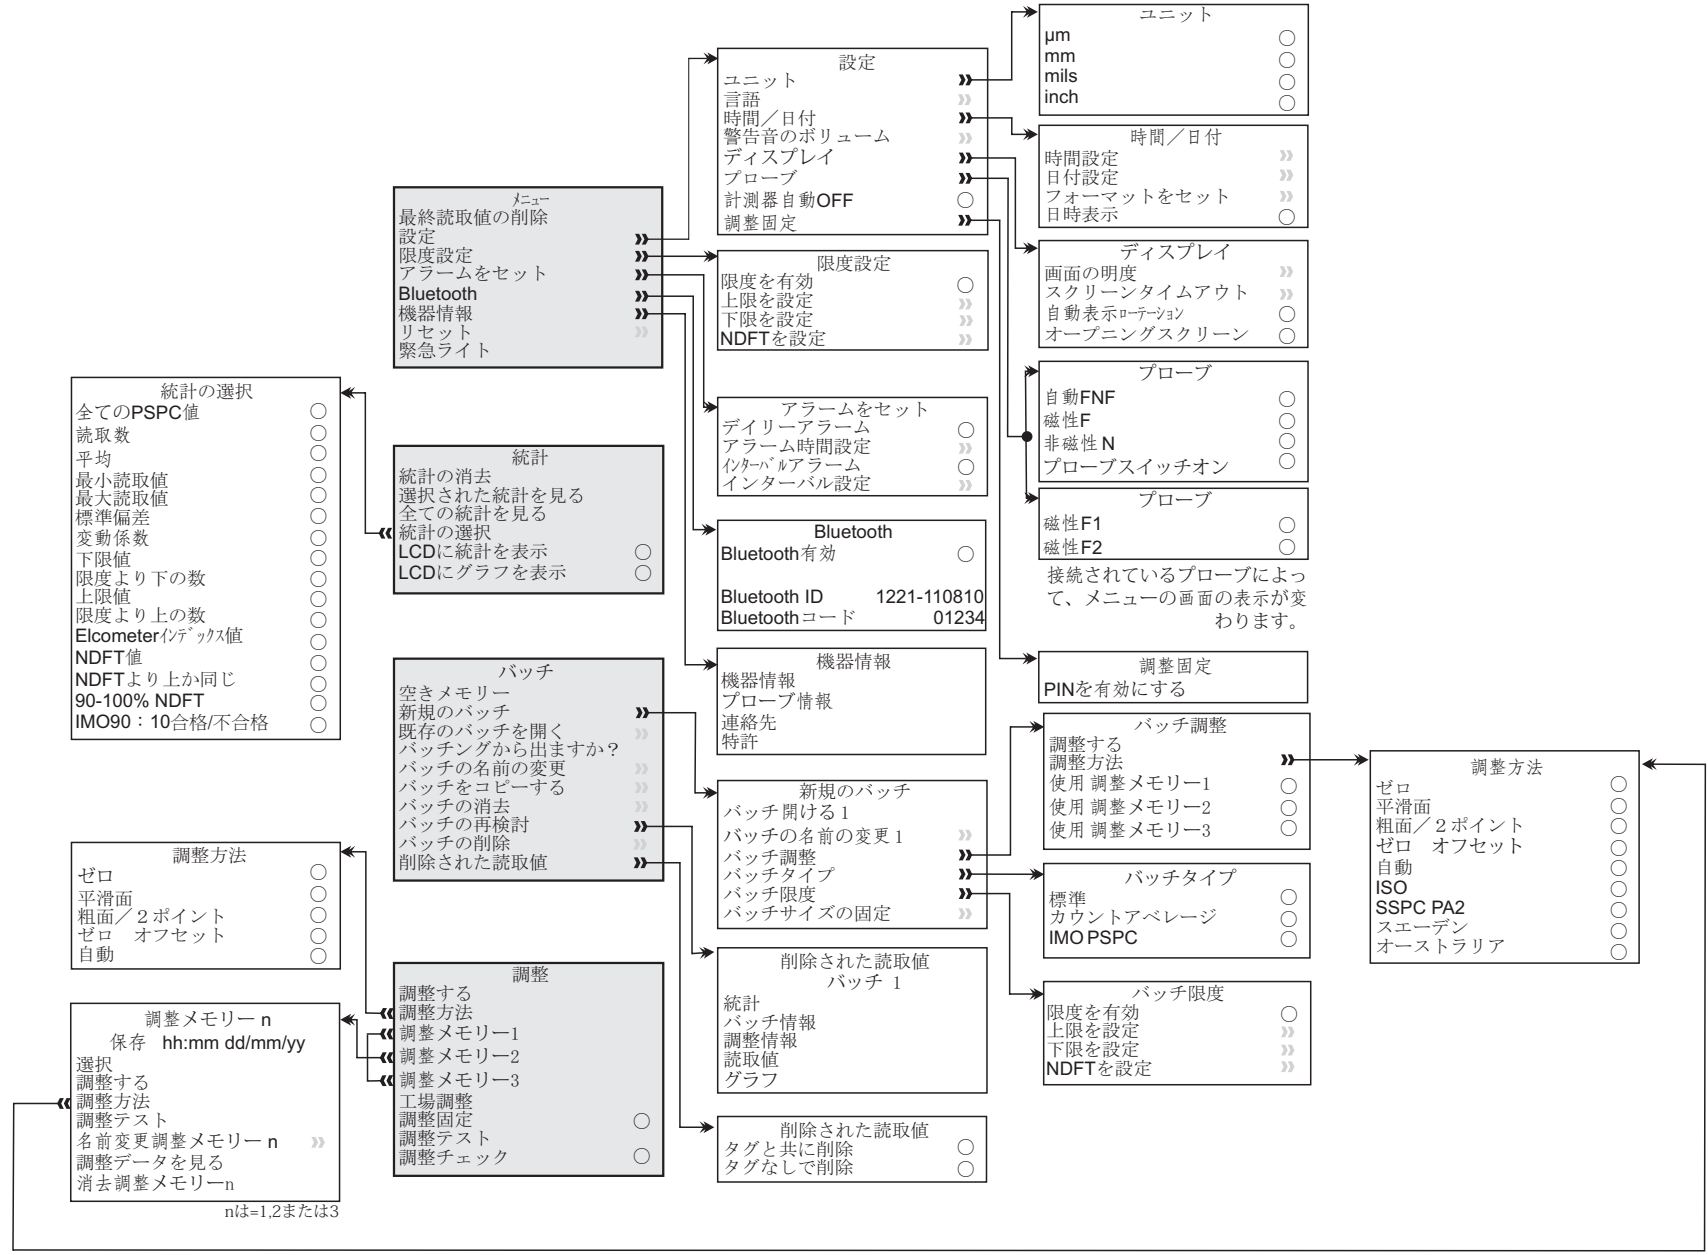 メニュー
最終読取値の削除
設定
限度設定
アラームをセット
Bluetooth
機器情報
リセット
緊急ライト
設定
ユニット
言語
時間／日付
警告音のボリューム
ディスプレイ
プローブ
計測器自動OFF
調整固定
ユニット
µm
mm
mils
inch
時間／日付
時間設定
日付設定
フォーマットをセット
日時表示
ディスプレイ
画面の明度
スクリーンタイムアウト
自動表示ﾛｰﾃｰｼｮﾝ
オープニングスクリーン
プローブ
自動FNF
磁性F
非磁性 N
プローブスイッチオン
プローブ
磁性F1
磁性F2
接続されているプローブによっ
て、メニューの画面の表示が変
わります。
調整固定
PINを有効にする
限度設定
限度を有効
上限を設定
下限を設定
NDFTを設定
アラームをセット
デイリーアラーム
アラーム時間設定
ｲﾝﾀｰﾊﾞﾙアラーム
インターバル設定
Bluetooth
Bluetooth有効
Bluetooth ID 1221-110810
Bluetoothコード 01234
機器情報
機器情報
プローブ情報
連絡先
特許
統計
統計の消去
選択された統計を見る
全ての統計を見る
統計の選択
LCDに統計を表示
LCDにグラフを表示
統計の選択
全てのPSPC値
読取数
平均
最小読取値
最大読取値
標準偏差
変動係数
下限値
限度より下の数
上限値
限度より上の数
Elcometerｲﾝﾃﾞｯｸｽ値
NDFT値
NDFTより上か同じ
90-100% NDFT
IMO90：10合格/不合格
バッチ
空きメモリー
新規のバッチ
既存のバッチを開く
バッチングから出ますか？
バッチの名前の変更
バッチをコピーする
バッチの消去
バッチの再検討
バッチの削除
削除された読取値
新規のバッチ
バッチ開ける 1
バッチの名前の変更 1
バッチ調整
バッチタイプ
バッチ限度
バッチサイズの固定
バッチ調整
調整する
調整方法
使用 調整メモリー1
使用 調整メモリー2
使用 調整メモリー3
バッチタイプ
標準
カウントアベレージ
IMO PSPC
バッチ限度
限度を有効
上限を設定
下限を設定
NDFTを設定
調整方法
ゼロ
平滑面
粗面／２ポイント
ゼロ　オフセット
自動
ISO
SSPC PA2
スエーデン
オーストラリア
削除された読取値
バッチ 1
統計
バッチ情報
調整情報
読取値
グラフ
削除された読取値
タグと共に削除
タグなしで削除
調整
調整する
調整方法
調整メモリー1
調整メモリー2
調整メモリー3
工場調整
調整固定
調整テスト
調整チェック
調整方法
ゼロ
平滑面
粗面／２ポイント
ゼロ　オフセット
自動
調整メモリー n
保存　hh:mm dd/mm/yy
選択
調整する
調整方法
調整テスト
名前変更調整メモリー n
調整データを見る
消去調整メモリーn
nは=1,2または3